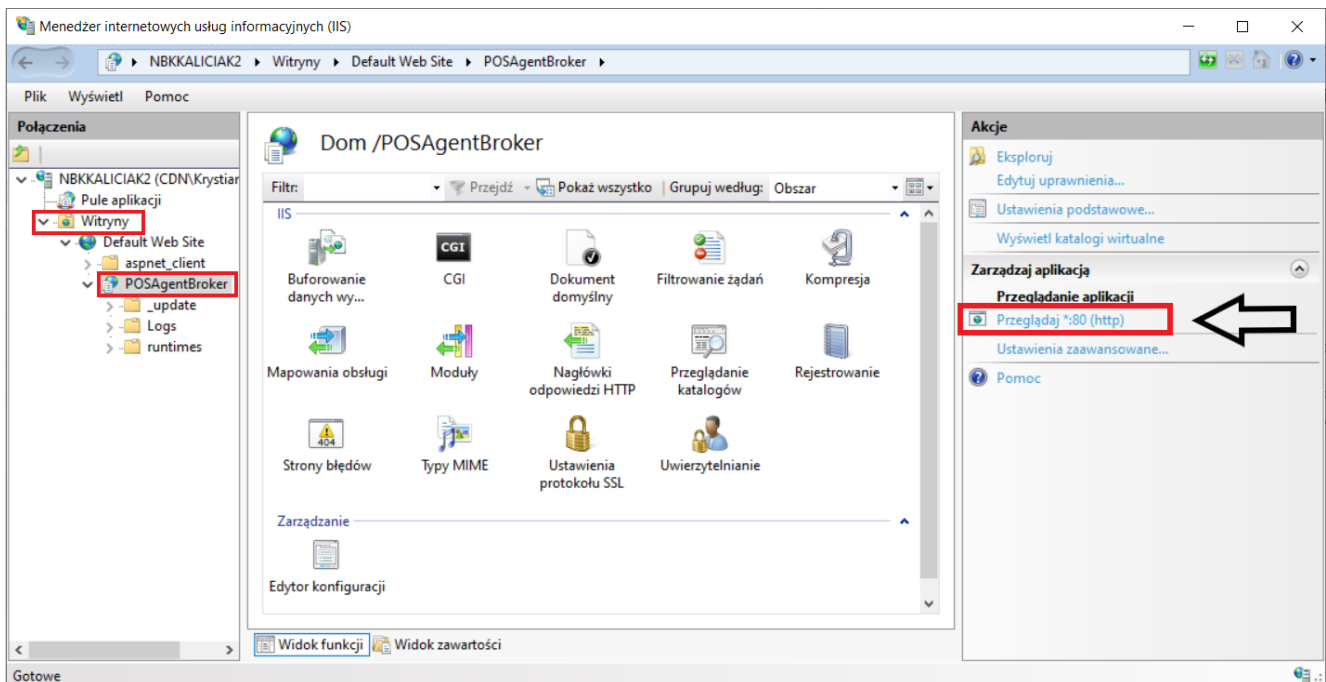 Menedżer internetowych usług informacyjnych (IIS)
NBKKALICIAK2 Witryny Default Web Site POSAgentBroker
Plik Wyświetl Pomoc
Połączenia
NBKKALICIAK2 (CDN\Krystiar
Pule aplikacji
Witryny
Default Web Site
aspnet_client
POSAgentBroker
_update
Logs
runtimes
Dom /POSAgentBroker
Filtr: Przejdź Pokaż wszystko Grupuj według: Obszar
IIS
CGI
Buforowanie danych wy...
CGI
Dokument domyślny
Filtrowanie żądań
Kompresja
Mapowania obsługi
Moduły
Nagłówki odpowiedzi HTTP
Przeglądanie katalogów
Rejestrowanie
404
Strony błędów
Typy MIME
Ustawienia protokołu SSL
Uwierzytelnianie
Zarządzanie
Edytor konfiguracji
Widok funkcji Widok zawartości
Akcje
Eksploruj
Edytuj uprawnienia...
Ustawienia podstawowe...
Wyświetl katalogi wirtualne
Zarządzaj aplikacją
Przeglądanie aplikacji
Przeglądaj *:80 (http)
Ustawienia zaawansowane...
Pomoc
Gotowe